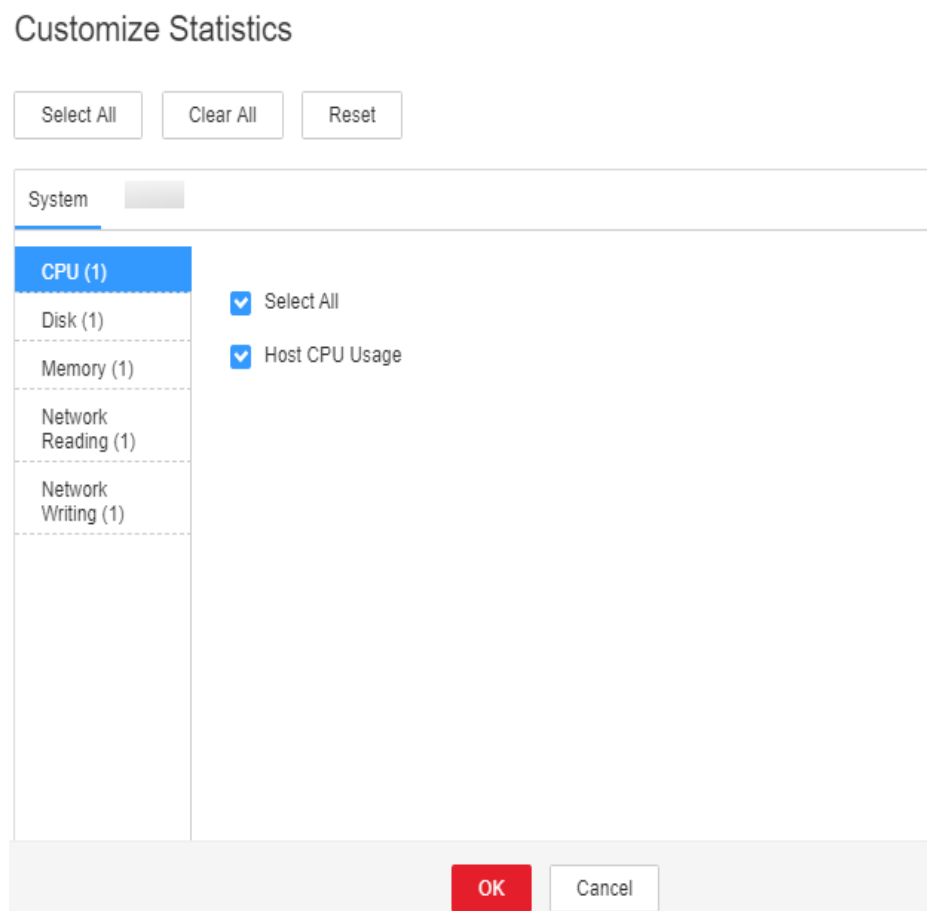 Customize Statistics
Select All Clear All Reset
System
CPU (1)
Select All
Disk (1)
Host CPU Usage
Memory (1)
Network
Reading (1)
Network
Writing (1)
OK Cancel